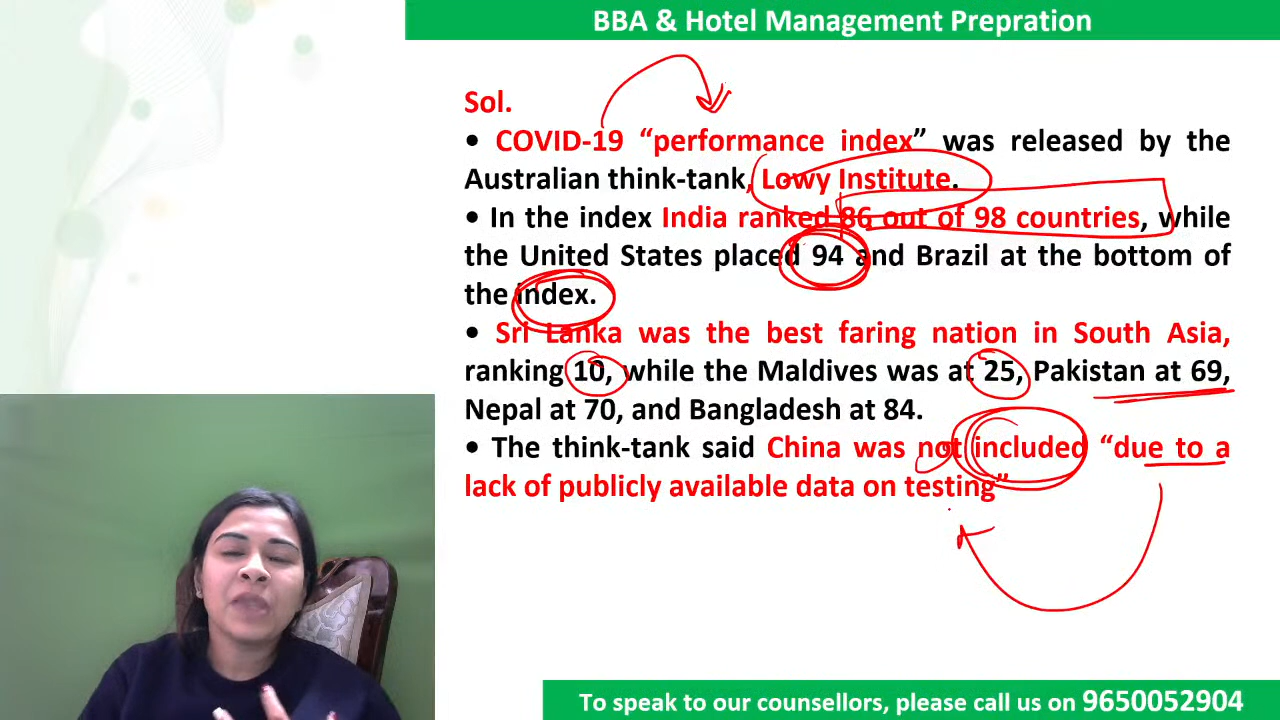 BBA & Hotel Management Prepration
Sol.
• COVID-19 “performance index” was released by the
Australian think-tank, Lowy Institute.
• In the index India ranked 86 out of 98 countries, while
the United States placed 94 and Brazil at the bottom of
the index.
• Sri Lanka was the best faring nation in South Asia,
ranking 10, while the Maldives was at 25, Pakistan at 69,
Nepal at 70, and Bangladesh at 84.
• The think-tank said China was not included “due to a
lack of publicly available data on testing”
To speak to our counsellors, please call us on 9650052904